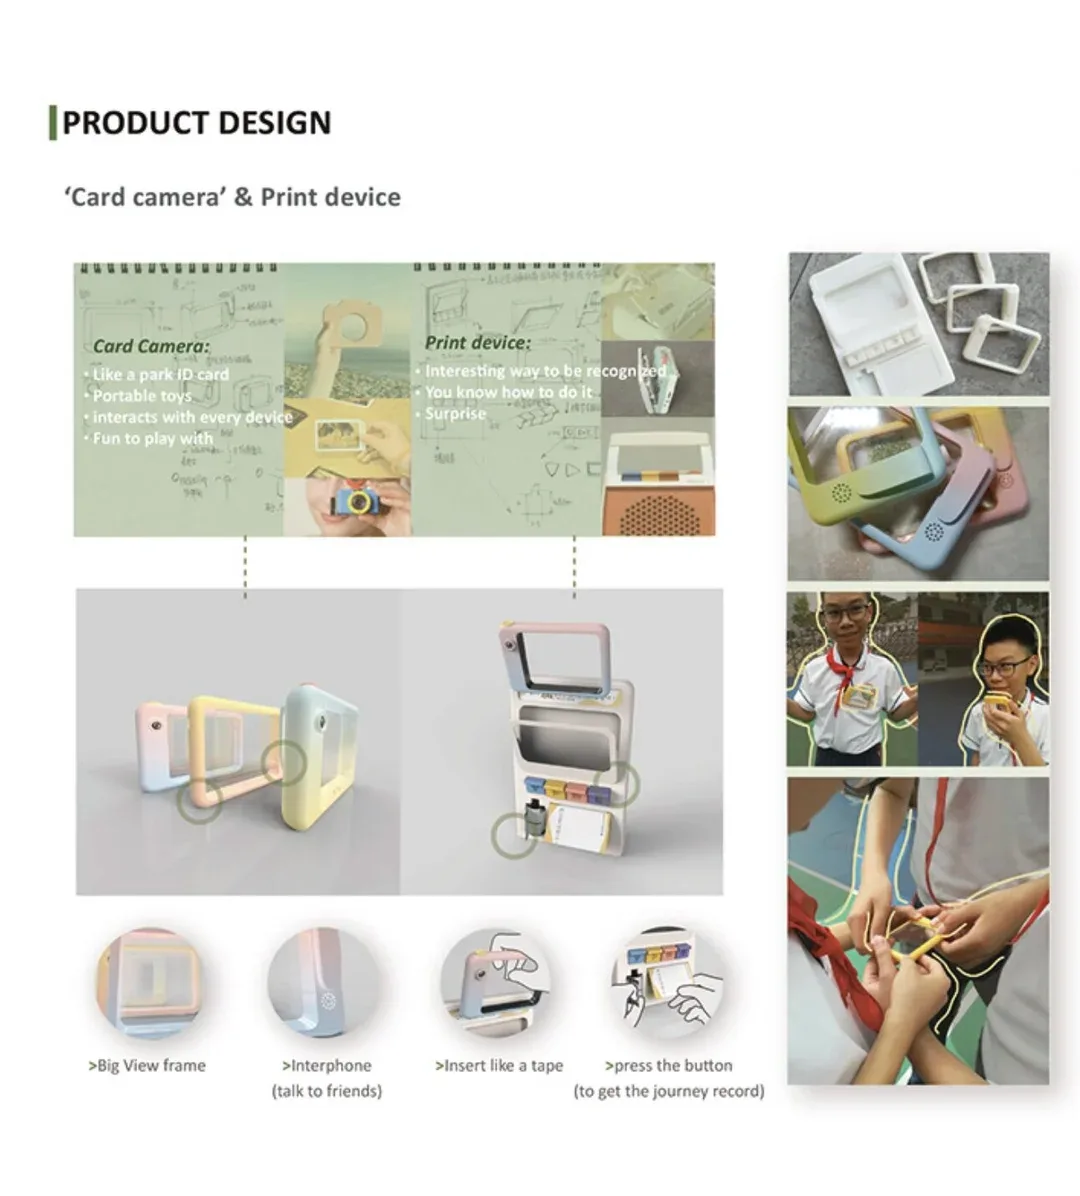 PRODUCT DESIGN
‘Card camera’ & Print device
Card Camera:
• Like a park ID card
• Portable toys
• interacts with every device
• Fun to play with
Print device:
• Interesting way to be recognized
• You know how to do it
• Surprise
>Big View frame
>Interphone
(talk to friends)
>Insert like a tape
>press the button
(to get the journey record)